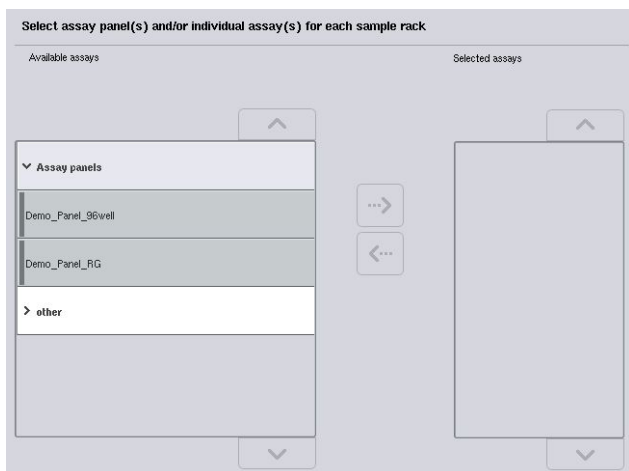 Select assay panel(s) and/or individual assay(s) for each sample rack
Available assays
Selected assays
Assay panels
Demo_Panel_96well
Demo_Panel_RG
other